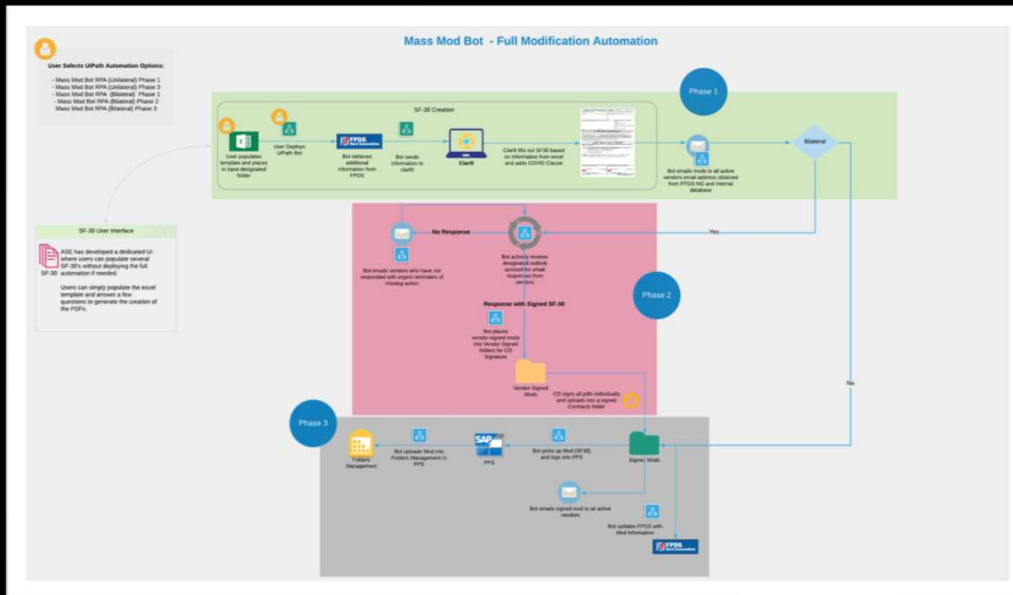 Mass Mod Bot - Full Modification Automation
User Selects UiPath Automation Options:
- Mass Mod Bot RPA (Unilateral) Phase 1
- Mass Mod Bot RPA (Unilateral) Phase 3
- Mass Mod Bot RPA (Bilateral) Phase 1
- Mass Mod Bot RPA (Bilateral) Phase 2
Mass Mod Bot RPA (Bilateral) Phase 3
Phase 1
SF-30 Creation
User populates
template and places
in input designated
folder
User Deploys
UiPath Bot
FPDS
Next Generation
Bot retrieves
additional
information from
FPDS
Bot sends
information to
clarifi
Clarifi
Clarifi fills out SF30 based
on information from excel
and adds COVID Clause
Bot emails mods to all active
vendors email address obtained
from FPDS-NG and internal
database
Bilateral
Yes
No
SF-30 User Interface
SF-30
ASE has developed a dedicated UI
where users can populate several
SF-30's without deploying the full
automation if needed.
Users can simply populate the excel
template and answer a few
questions to generate the creation of
the PDFs.
Phase 2
No Response
Bot emails vendors who have not
responded with urgent reminders of
missing action
Bot actively reviews
designated outlook
account for email
responses from
vendors
Response with Signed SF-30
Bot places
vendor-signed mods
into Vendor-Signed
folders for CO
Signature
Vendor-Signed
Mods
CO signs all pdfs individually
and uploads into a signed
Contracts folder
Phase 3
Folders
Management
Bot uploads Mod into
Folders Management in
PPS
SAP
PPS
Bot picks up Mod (SF30)
and logs into PPS
Signed_Mods
Bot emails signed mod to all active
vendors
Bot updates FPDS with
Mod information
FPDS
Next Generation